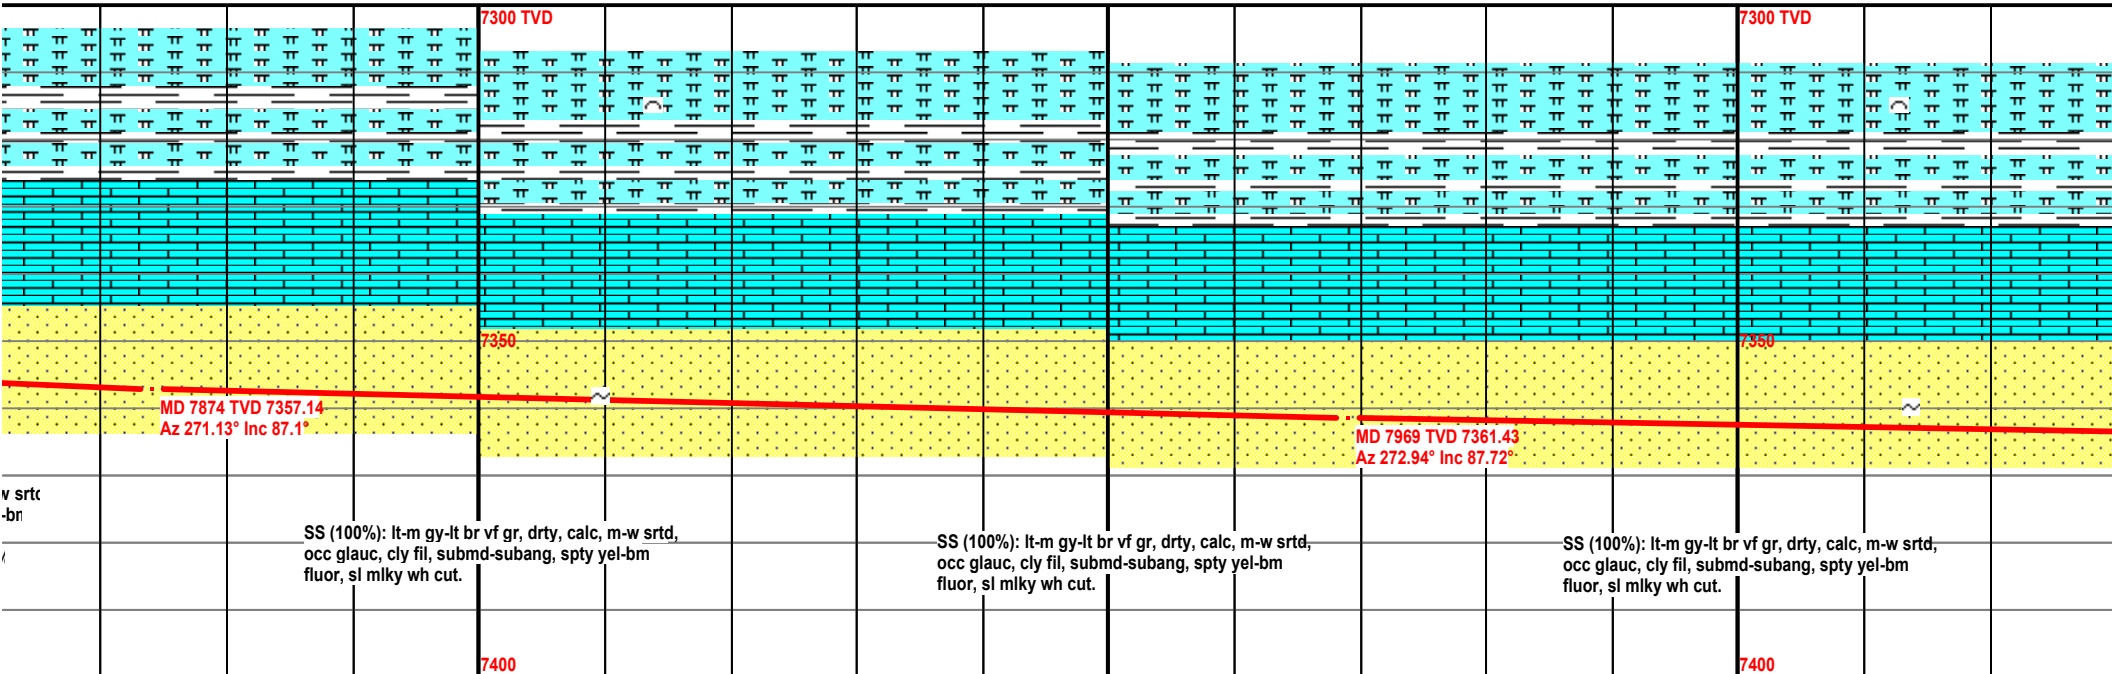 7300 TVD
7300 TVD
7350
7350
MD 7874 TVD 7357.14
Az 271.13° Inc 87.1°
MD 7969 TVD 7361.43
Az 272.94° Inc 87.72°
w srtd
-bn
SS (100%): lt-m gy-lt br vf gr, drty, calc, m-w srtd,
occ glauc, cly fil, submd-subang, spty yel-bm
fluor, sl mlky wh cut.
SS (100%): lt-m gy-lt br vf gr, drty, calc, m-w srtd,
occ glauc, cly fil, submd-subang, spty yel-bm
fluor, sl mlky wh cut.
SS (100%): lt-m gy-lt br vf gr, drty, calc, m-w srtd,
occ glauc, cly fil, submd-subang, spty yel-bm
fluor, sl mlky wh cut.
7400
7400